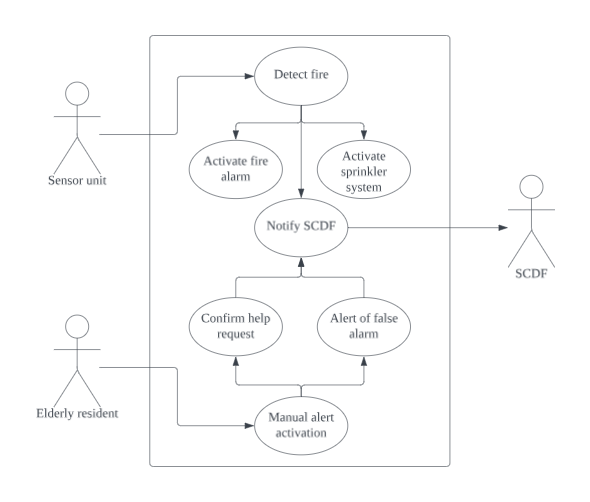 Detect fire
Activate fire
alarm
Activate
sprinkler
system
Sensor unit
Notify SCDF
SCDF
Confirm help
request
Alert of false
alarm
Elderly resident
Manual alert
activation